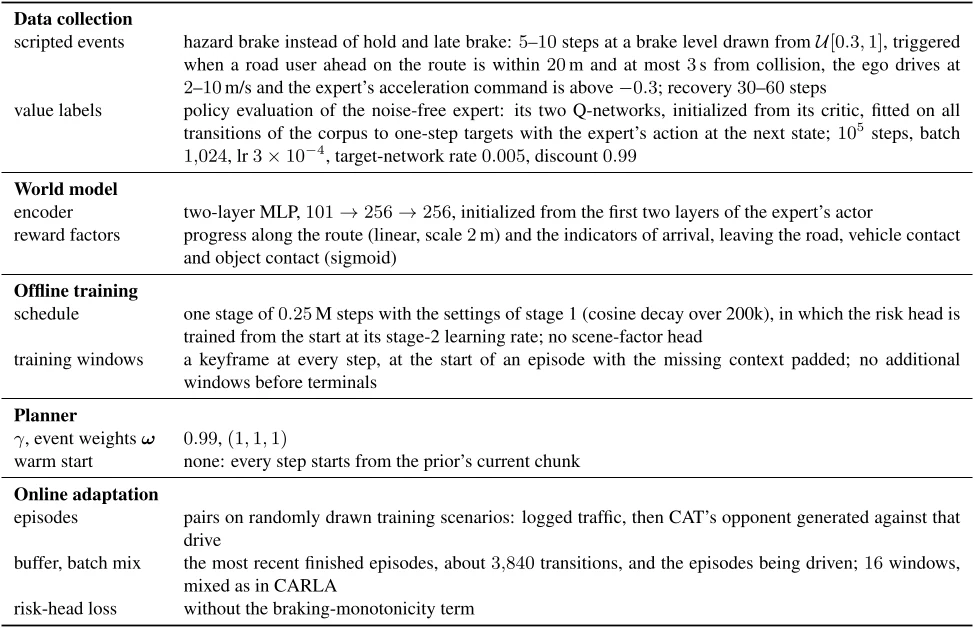 Data collection
scripted events hazard brake instead of hold and late brake: 5–10 steps at a brake level drawn from 𝒰[0.3, 1], triggered
when a road user ahead on the route is within 20 m and at most 3 s from collision, the ego drives at
2–10 m/s and the expert's acceleration command is above −0.3; recovery 30–60 steps
value labels policy evaluation of the noise-free expert: its two Q-networks, initialized from its critic, fitted on all
transitions of the corpus to one-step targets with the expert's action at the next state; 10⁵ steps, batch
1,024, lr 3 × 10⁻⁴, target-network rate 0.005, discount 0.99
World model
encoder two-layer MLP, 101 → 256 → 256, initialized from the first two layers of the expert's actor
reward factors progress along the route (linear, scale 2 m) and the indicators of arrival, leaving the road, vehicle contact
and object contact (sigmoid)
Offline training
schedule one stage of 0.25 M steps with the settings of stage 1 (cosine decay over 200k), in which the risk head is
trained from the start at its stage-2 learning rate; no scene-factor head
training windows a keyframe at every step, at the start of an episode with the missing context padded; no additional
windows before terminals
Planner
γ, event weights ω 0.99, (1, 1, 1)
warm start none: every step starts from the prior's current chunk
Online adaptation
episodes pairs on randomly drawn training scenarios: logged traffic, then CAT's opponent generated against that
drive
buffer, batch mix the most recent finished episodes, about 3,840 transitions, and the episodes being driven; 16 windows,
mixed as in CARLA
risk-head loss without the braking-monotonicity term